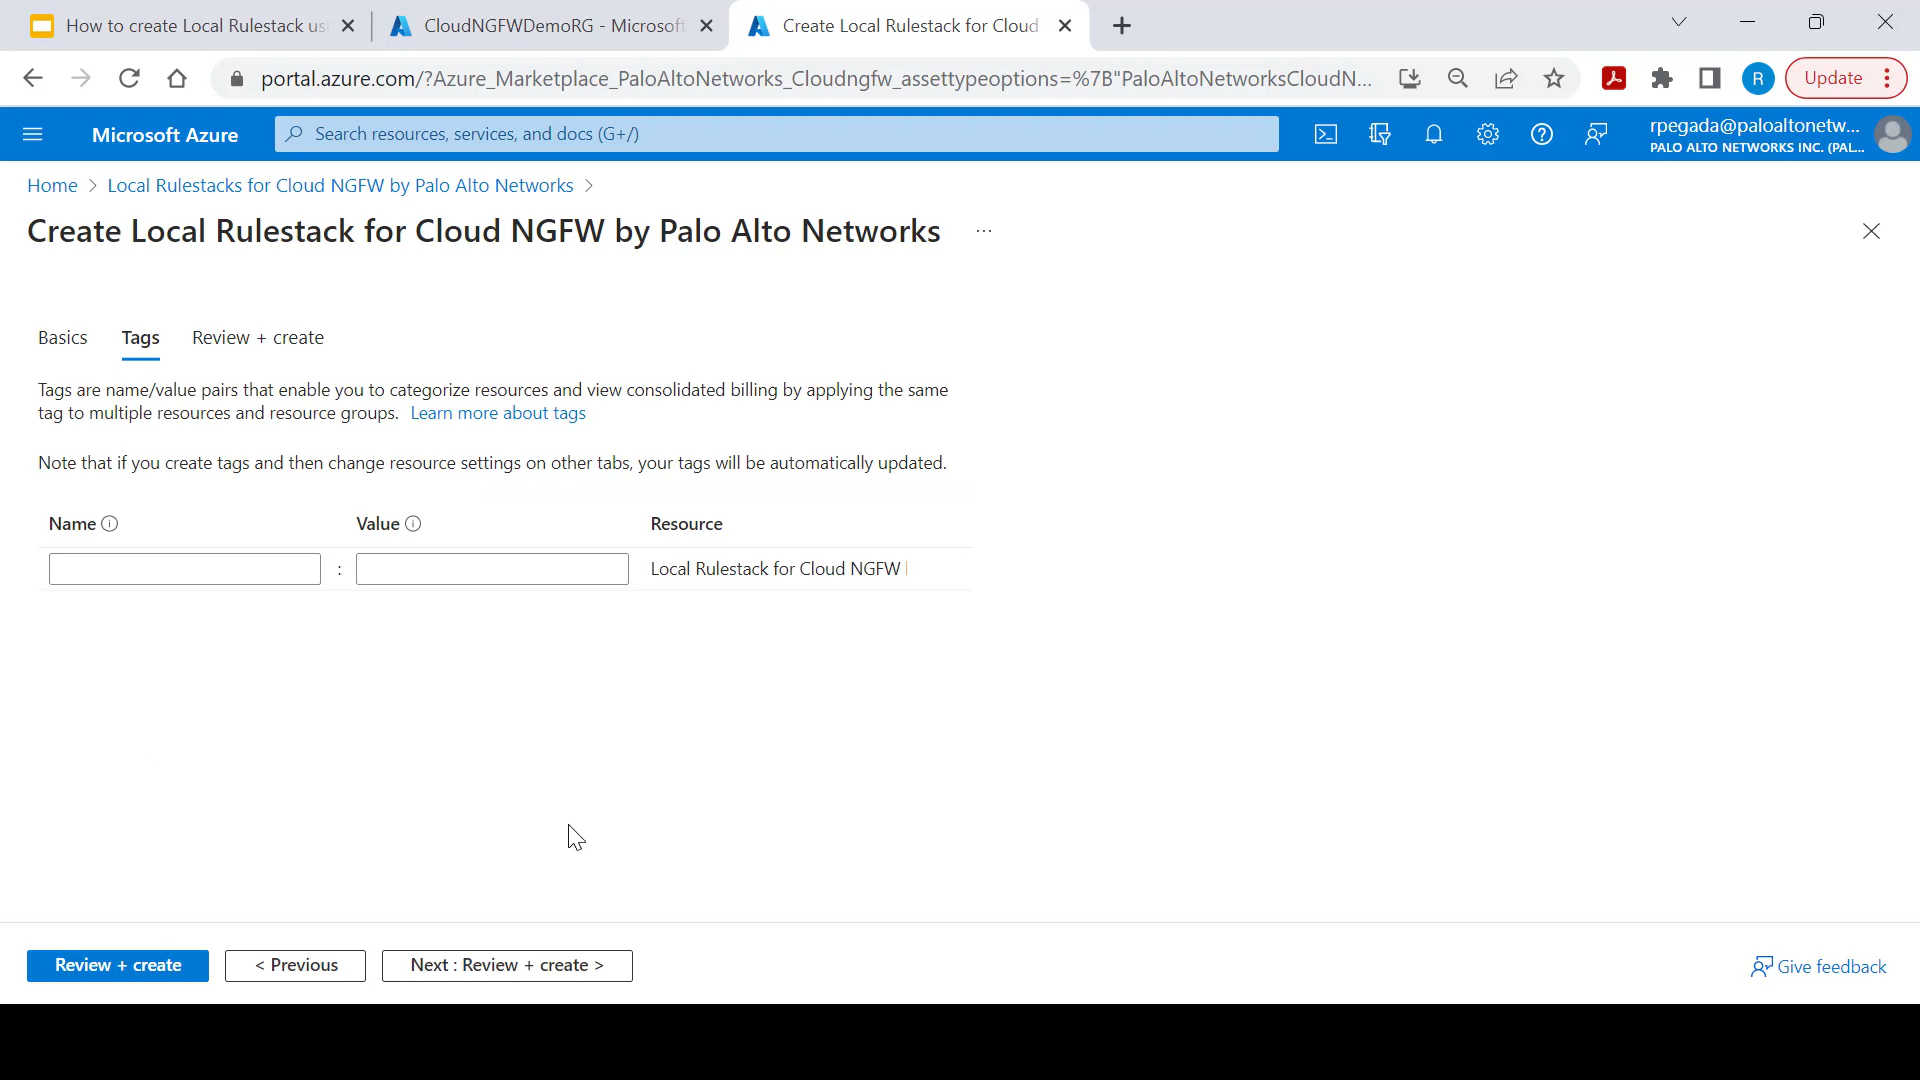 How to create Local Rulestack us
CloudNGFWDemoRG - Microsoft
Create Local Rulestack for Cloud
portal.azure.com/?Azure_Marketplace_PaloAltoNetworks_Cloudngfw_assettypeoptions=%7B"PaloAltoNetworksCloudN...
R
Update
Microsoft Azure
Search resources, services, and docs (G+/)
rpegada@paloaltonetw...
PALO ALTO NETWORKS INC. (PAL...
Home > Local Rulestacks for Cloud NGFW by Palo Alto Networks >
Create Local Rulestack for Cloud NGFW by Palo Alto Networks ...
Basics Tags Review + create
Tags are name/value pairs that enable you to categorize resources and view consolidated billing by applying the same
tag to multiple resources and resource groups. Learn more about tags
Note that if you create tags and then change resource settings on other tabs, your tags will be automatically updated.
Name Value Resource
: Local Rulestack for Cloud NGFW
Review + create < Previous Next : Review + create > Give feedback